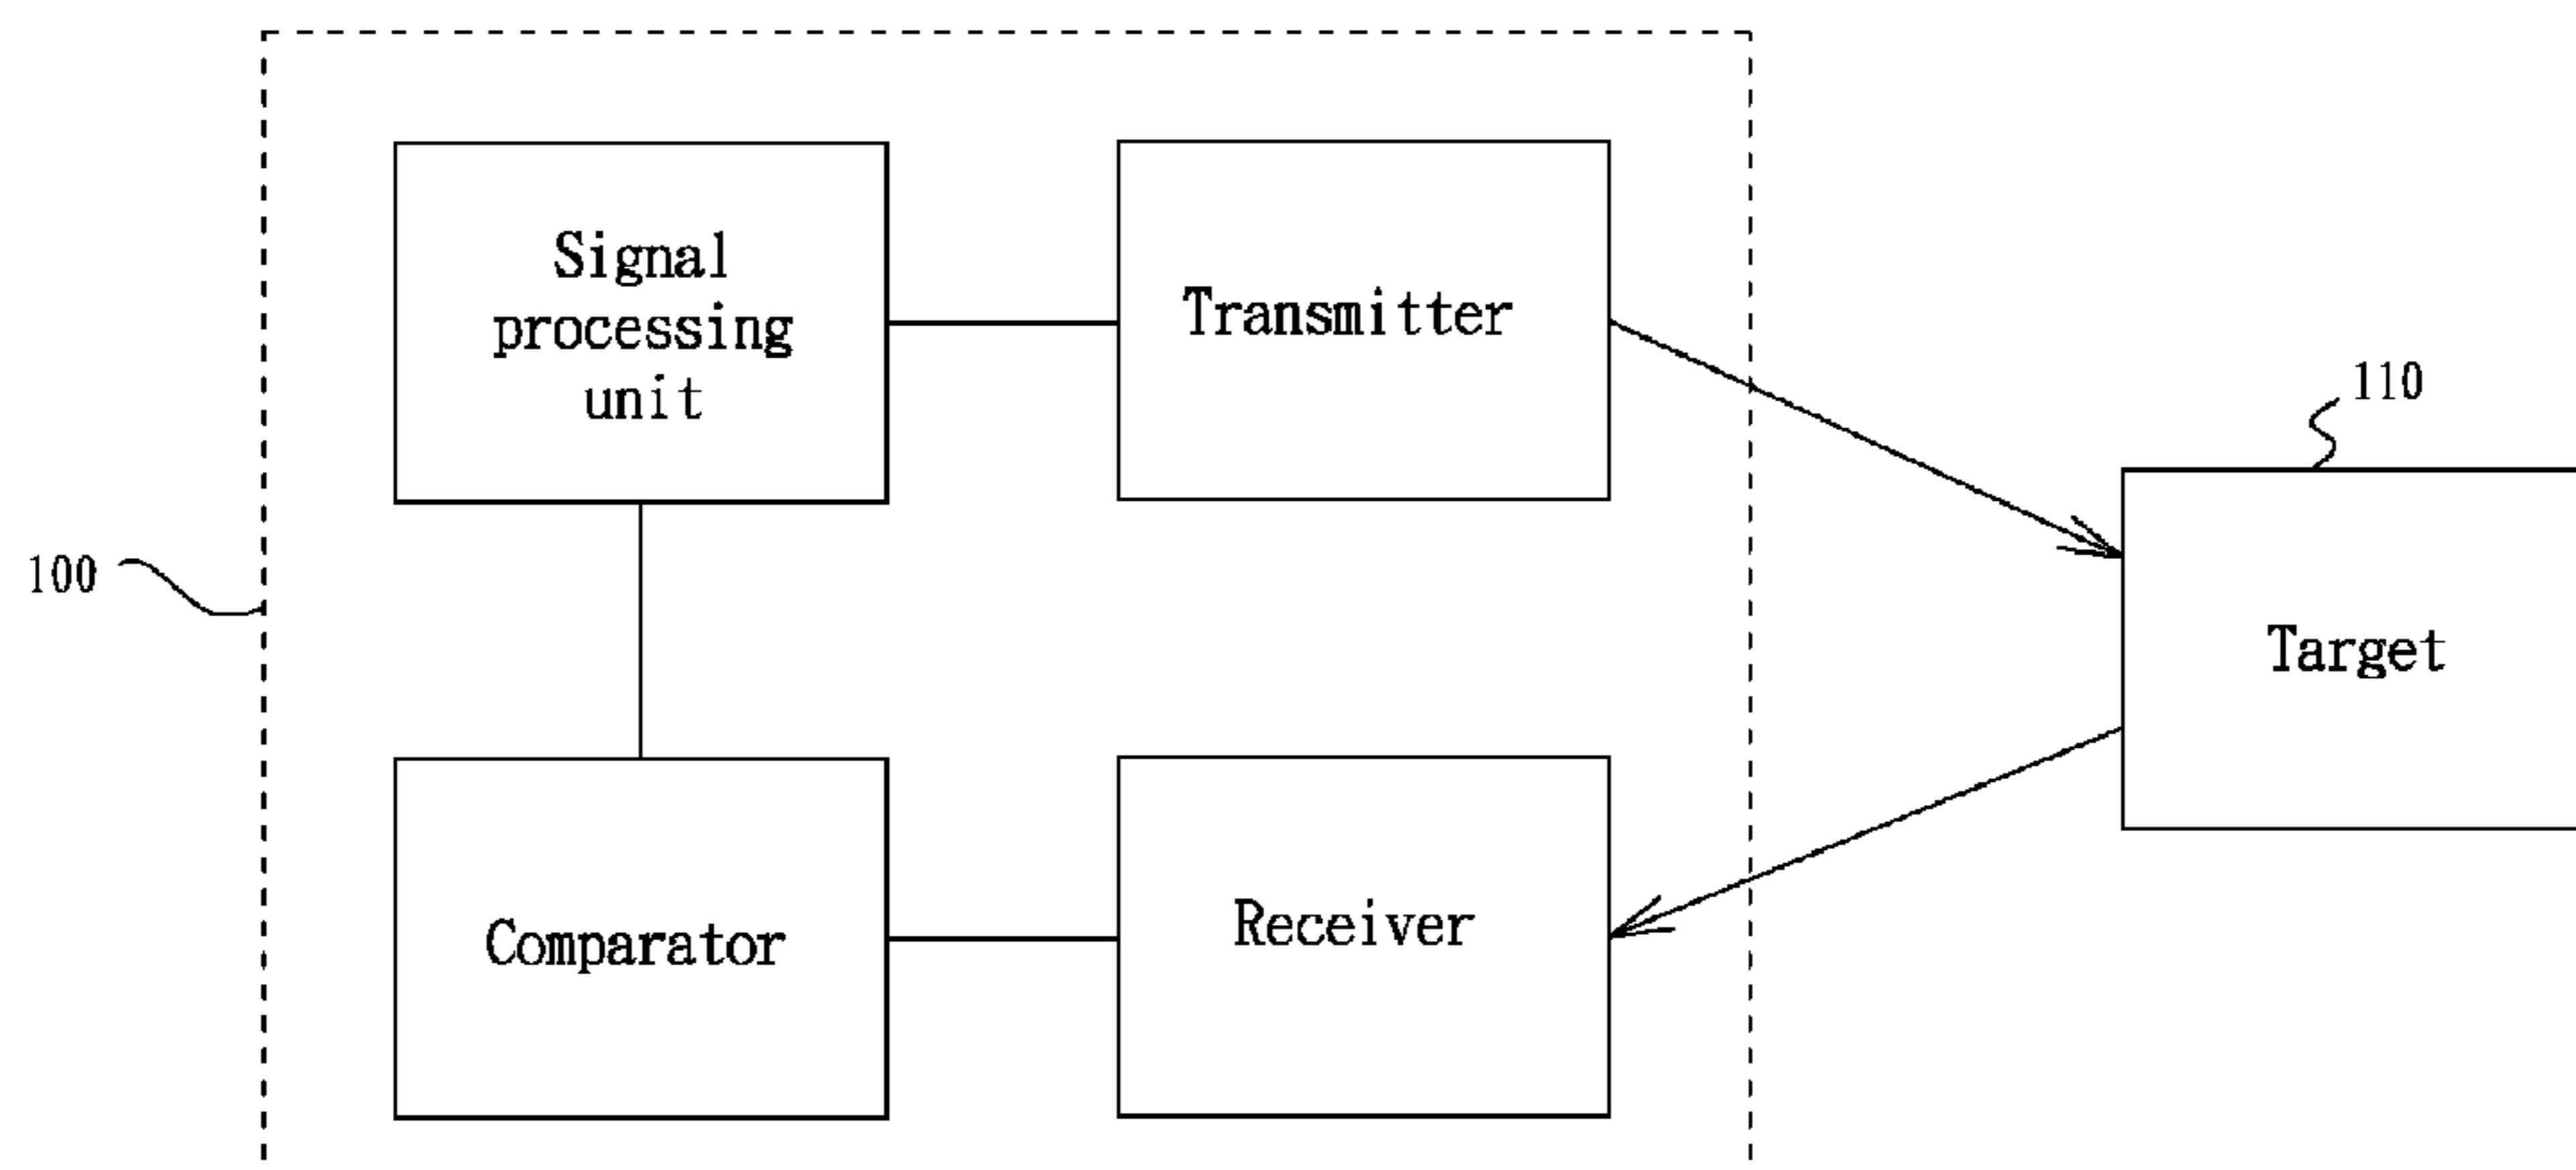 Signal
processing
unit
Transmitter
110
100
Target
Comparator
Receiver